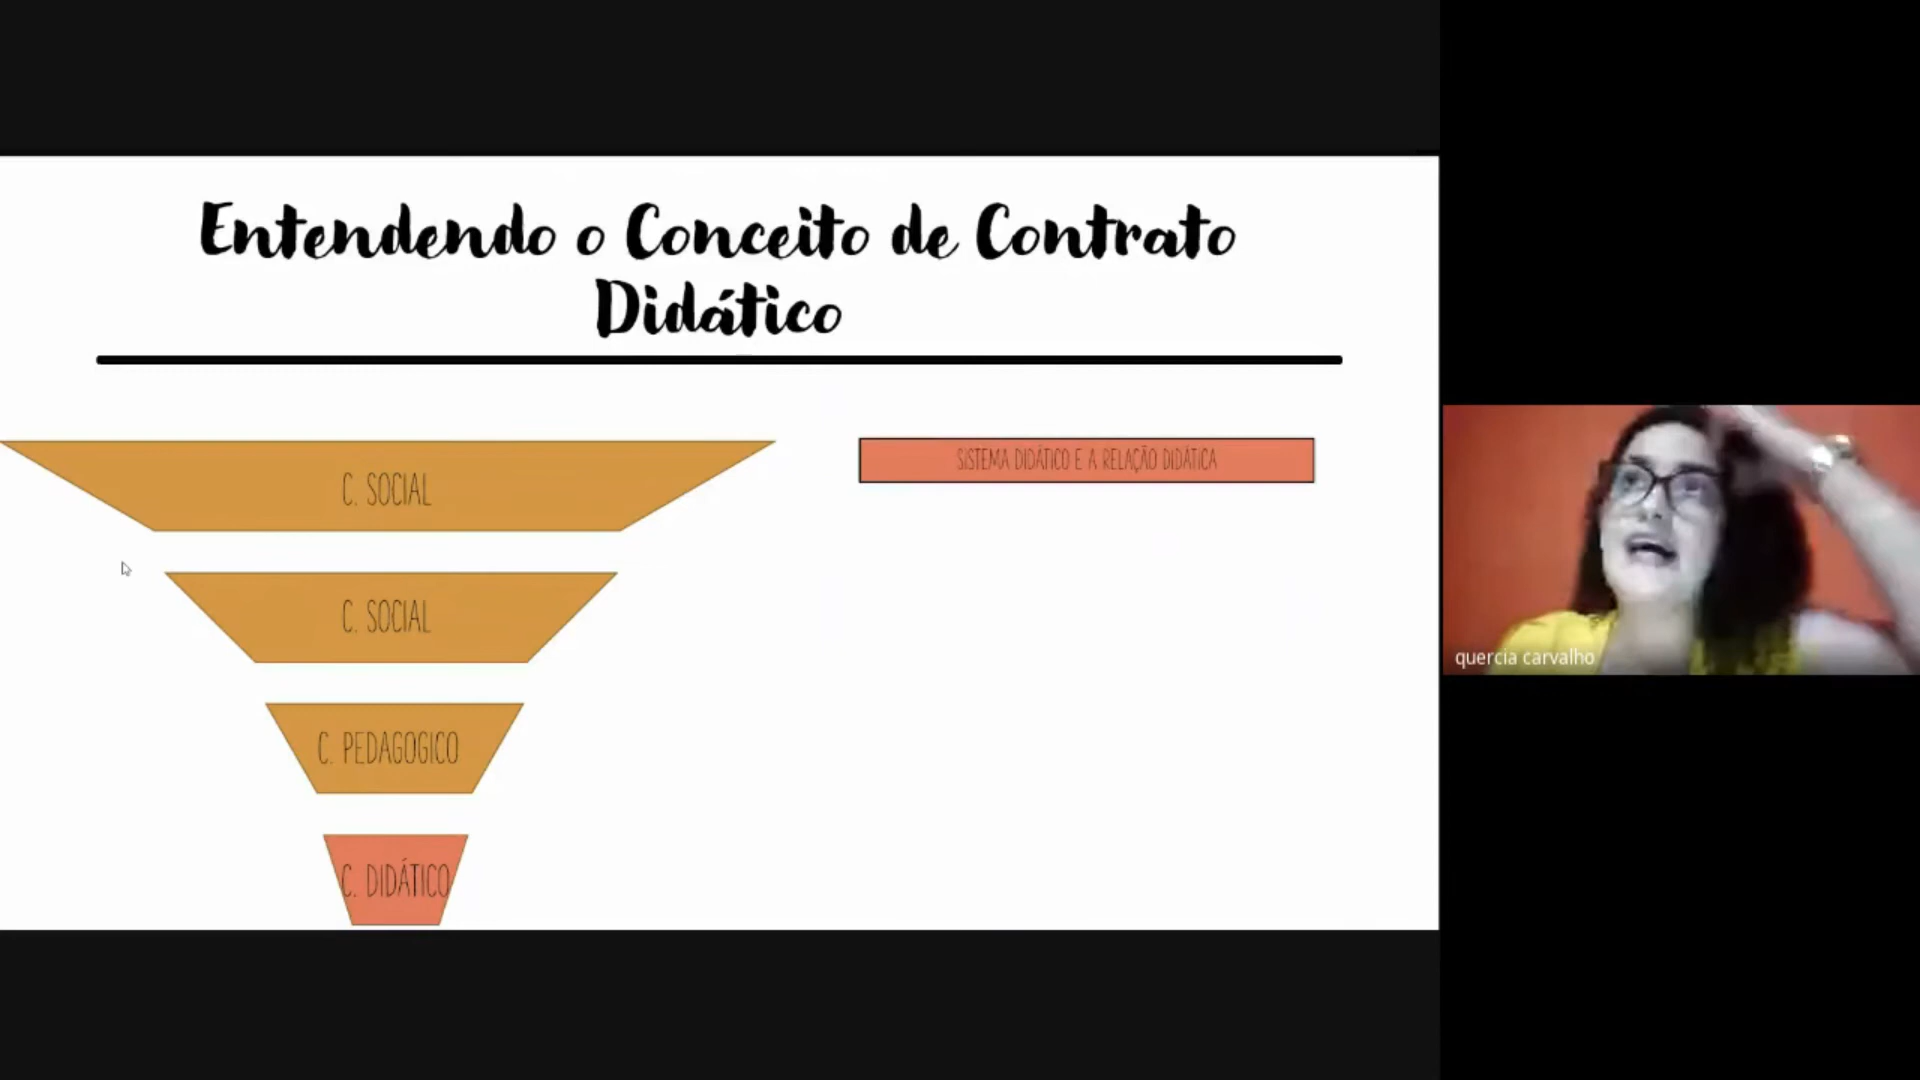 Entendendo o Conceito de Contrato
Didático
C. SOCIAL
SISTEMA DIDÁTICO E A RELAÇÃO DIDÁTICA
C. SOCIAL
C. PEDAGOGICO
C. DIDÁTICO
quercia carvalho